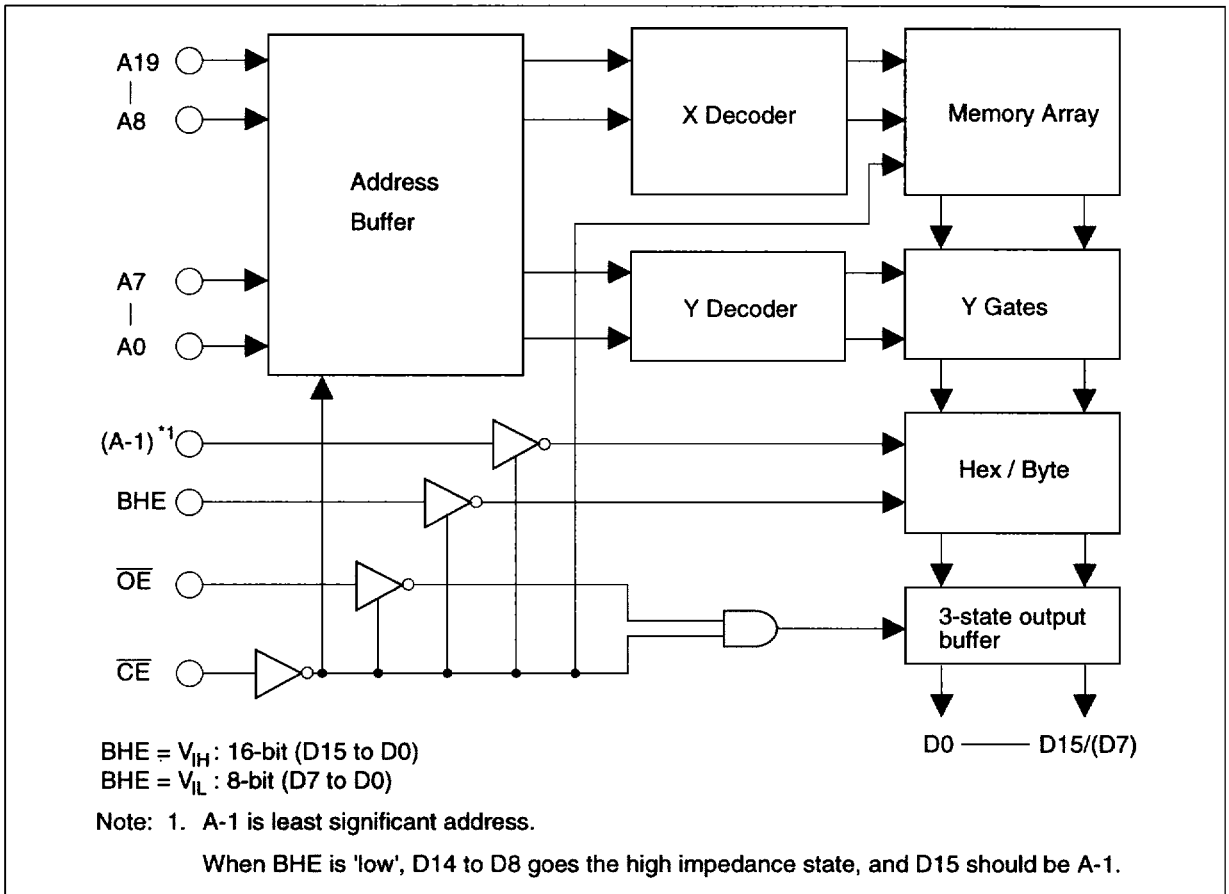 A19
|
A8
Address
Buffer
X Decoder
Memory Array
A7
|
A0
Y Decoder
Y Gates
(A-1) *1
BHE
Hex / Byte
OE
3-state output
buffer
CE
D0 —— D15/(D7)
BHE = VIH : 16-bit (D15 to D0)
BHE = VIL : 8-bit (D7 to D0)
Note: 1. A-1 is least significant address.
When BHE is 'low', D14 to D8 goes the high impedance state, and D15 should be A-1.